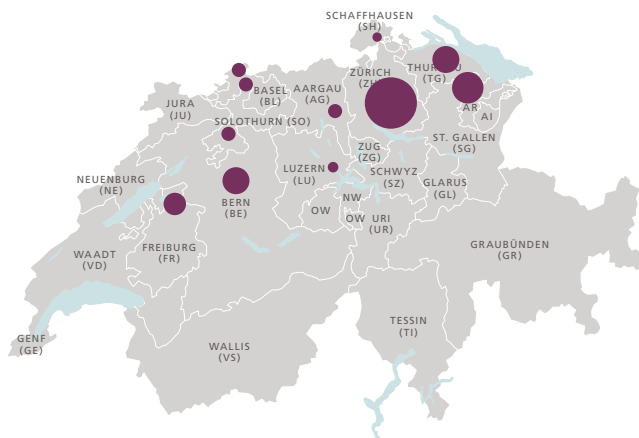 SCHAFFHAUSEN
(SH)
ZÜRICH
(ZH)
(TG)
BASEL
(BL)
AARGAU
(AG)
JURA
(JU)
SOLOTHURN (SO)
AR
AI
ST. GALLEN
(SG)
ZUG
(ZG)
LUZERN
(LU)
SCHWYZ
(SZ)
GLARUS
(GL)
NEUENBURG
(NE)
BERN
(BE)
NW
OW
OW URI
(UR)
FREIBURG
(FR)
WAADT
(VD)
GRAUBÜNDEN
(GR)
TESSIN
(TI)
GENF
(GE)
WALLIS
(VS)